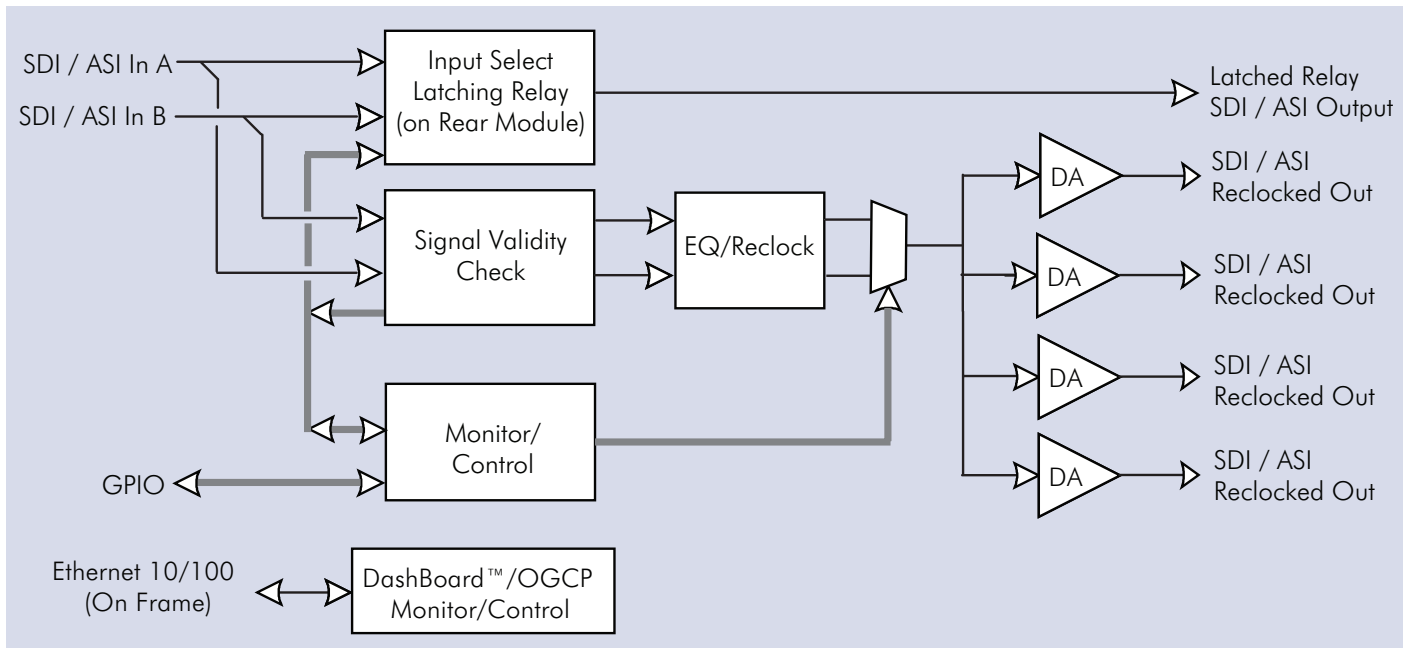 SDI / ASI In A
SDI / ASI In B
Input Select
Latching Relay
(on Rear Module)
Latched Relay
SDI / ASI Output
Signal Validity
Check
EQ/Reclock
DA
SDI / ASI
Reclocked Out
DA
SDI / ASI
Reclocked Out
DA
SDI / ASI
Reclocked Out
DA
SDI / ASI
Reclocked Out
Monitor/
Control
GPIO
Ethernet 10/100
(On Frame)
DashBoard™/OGCP
Monitor/Control